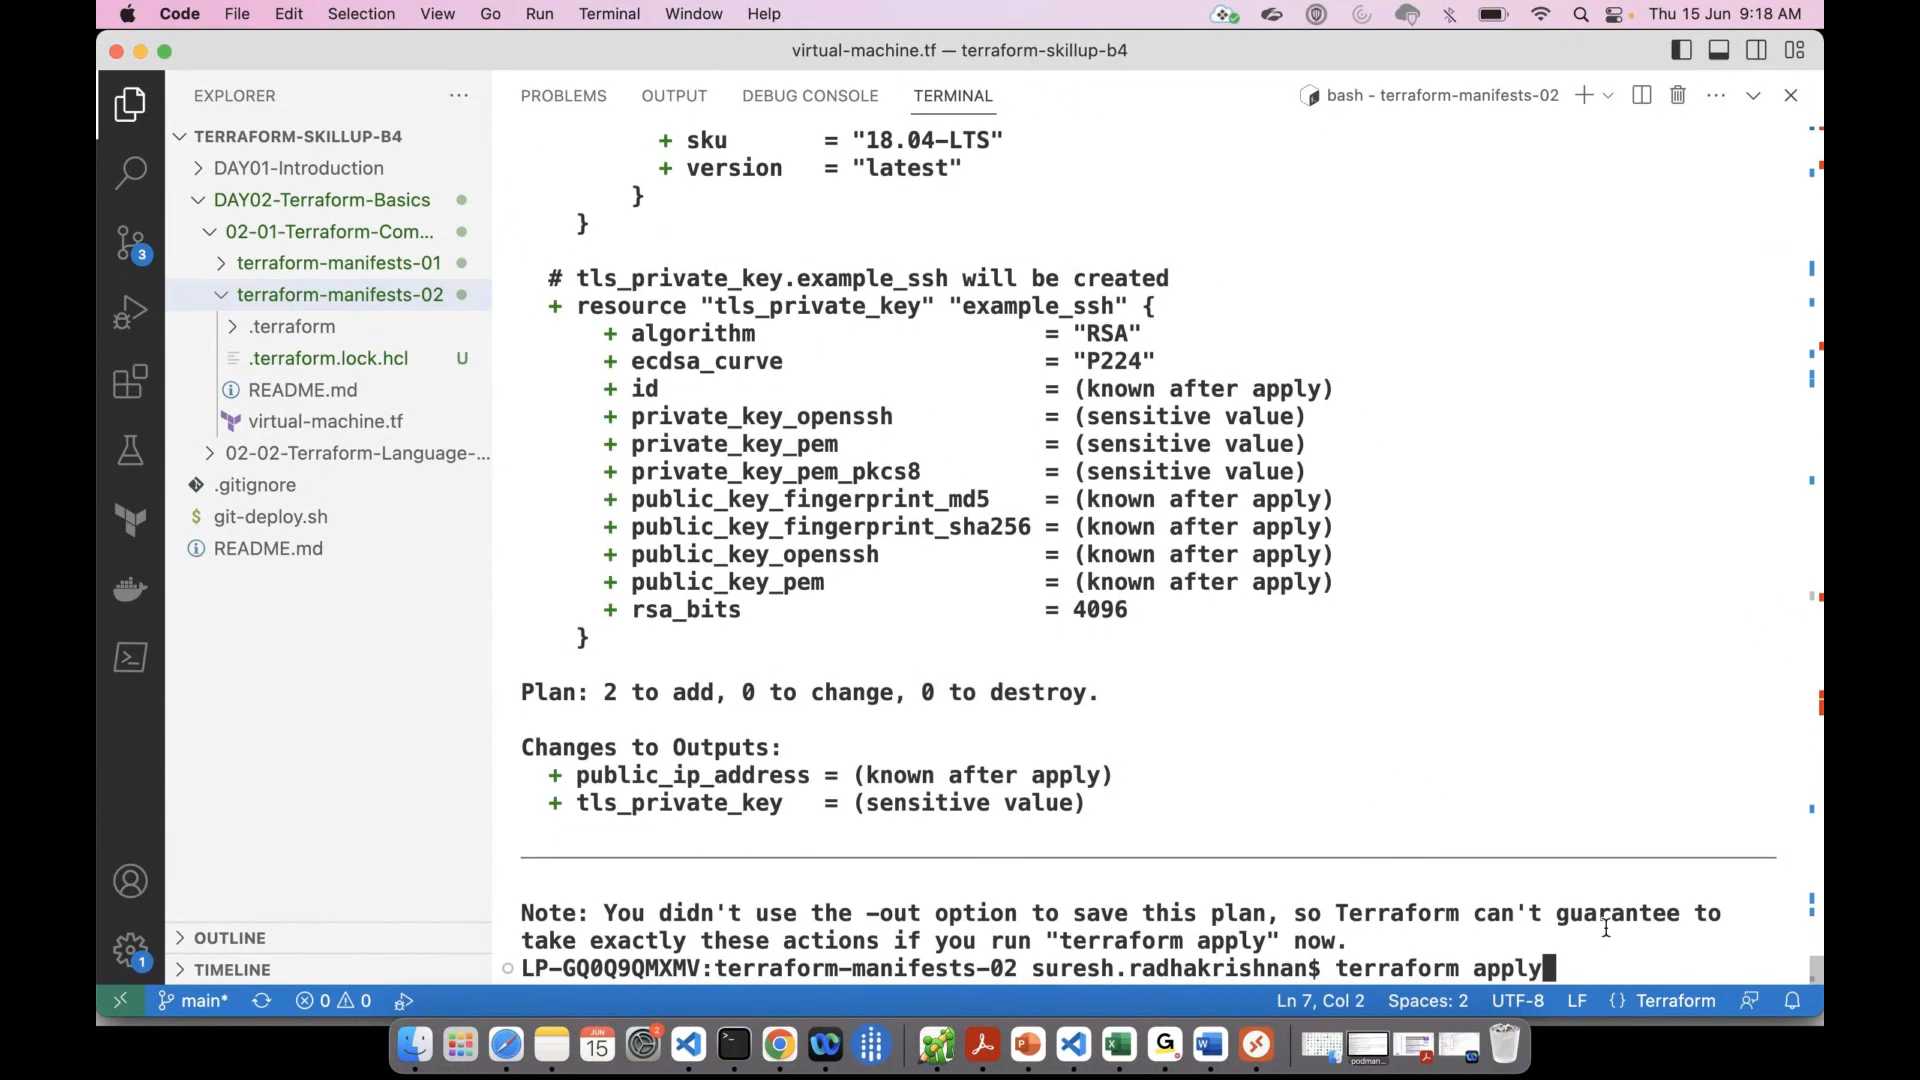 Code File Edit Selection View Go Run Terminal Window Help Thu 15 Jun 9:18 AM
virtual-machine.tf — terraform-skillup-b4
EXPLORER
PROBLEMS OUTPUT DEBUG CONSOLE TERMINAL bash - terraform-manifests-02
TERRAFORM-SKILLUP-B4
DAY01-Introduction
DAY02-Terraform-Basics
02-01-Terraform-Com...
terraform-manifests-01
terraform-manifests-02
.terraform
.terraform.lock.hcl U
README.md
virtual-machine.tf
02-02-Terraform-Language-...
.gitignore
$ git-deploy.sh
README.md
OUTLINE
TIMELINE
3
1
+ sku = "18.04-LTS"
+ version = "latest"
}
}
# tls_private_key.example_ssh will be created
+ resource "tls_private_key" "example_ssh" {
+ algorithm = "RSA"
+ ecdsa_curve = "P224"
+ id = (known after apply)
+ private_key_openssh = (sensitive value)
+ private_key_pem = (sensitive value)
+ private_key_pem_pkcs8 = (sensitive value)
+ public_key_fingerprint_md5 = (known after apply)
+ public_key_fingerprint_sha256 = (known after apply)
+ public_key_openssh = (known after apply)
+ public_key_pem = (known after apply)
+ rsa_bits = 4096
}
Plan: 2 to add, 0 to change, 0 to destroy.
Changes to Outputs:
+ public_ip_address = (known after apply)
+ tls_private_key = (sensitive value)
Note: You didn't use the -out option to save this plan, so Terraform can't guarantee to
take exactly these actions if you run "terraform apply" now.
LP-GQ0Q9QMXMV:terraform-manifests-02 suresh.radhakrishnan$ terraform apply
main* 0 0 Ln 7, Col 2 Spaces: 2 UTF-8 LF {} Terraform
JUN
15
2
podman...